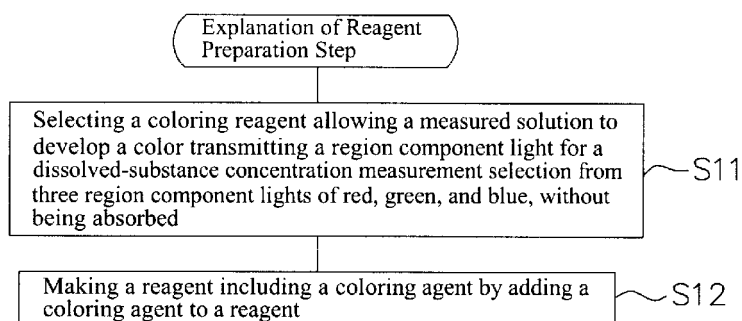 Explanation of Reagent
Preparation Step
Selecting a coloring reagent allowing a measured solution to
develop a color transmitting a region component light for a
dissolved-substance concentration measurement selection from
three region component lights of red, green, and blue, without
being absorbed
S11
Making a reagent including a coloring agent by adding a
coloring agent to a reagent
S12